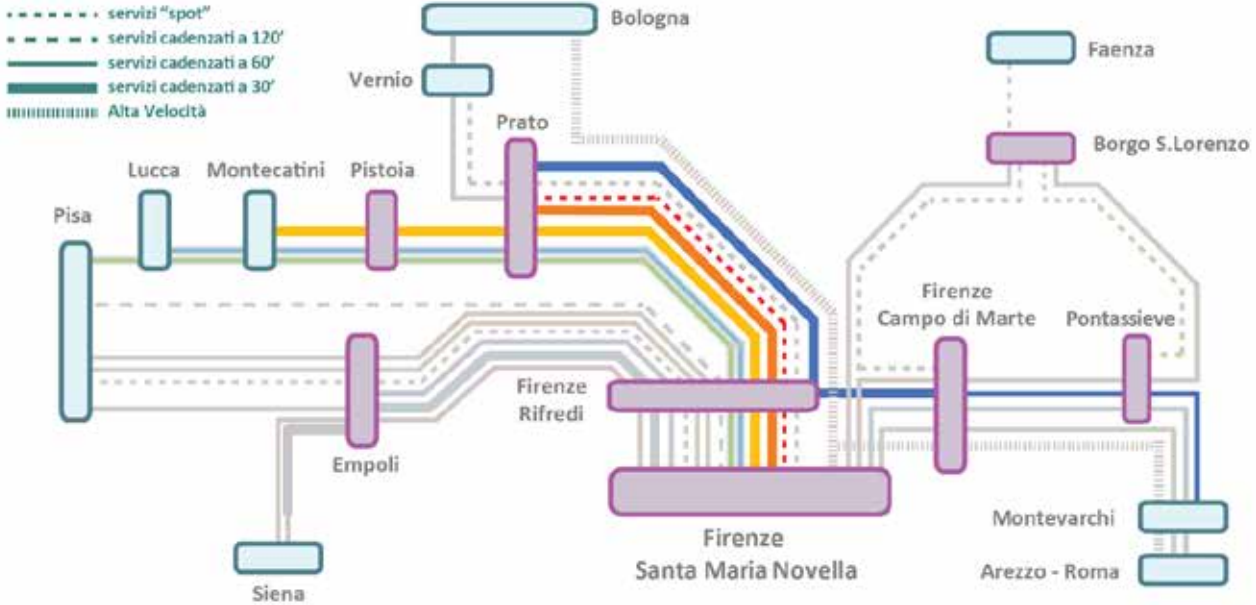 servizi “spot”
servizi cadenzati a 120’
servizi cadenzati a 60’
servizi cadenzati a 30’
Alta Velocità
Bologna
Faenza
Vernio
Prato
Borgo S.Lorenzo
Lucca
Montecatini
Pistoia
Pisa
Firenze
Campo di Marte
Pontassieve
Firenze
Rifredi
Empoli
Montevarchi
Firenze
Santa Maria Novella
Arezzo - Roma
Siena